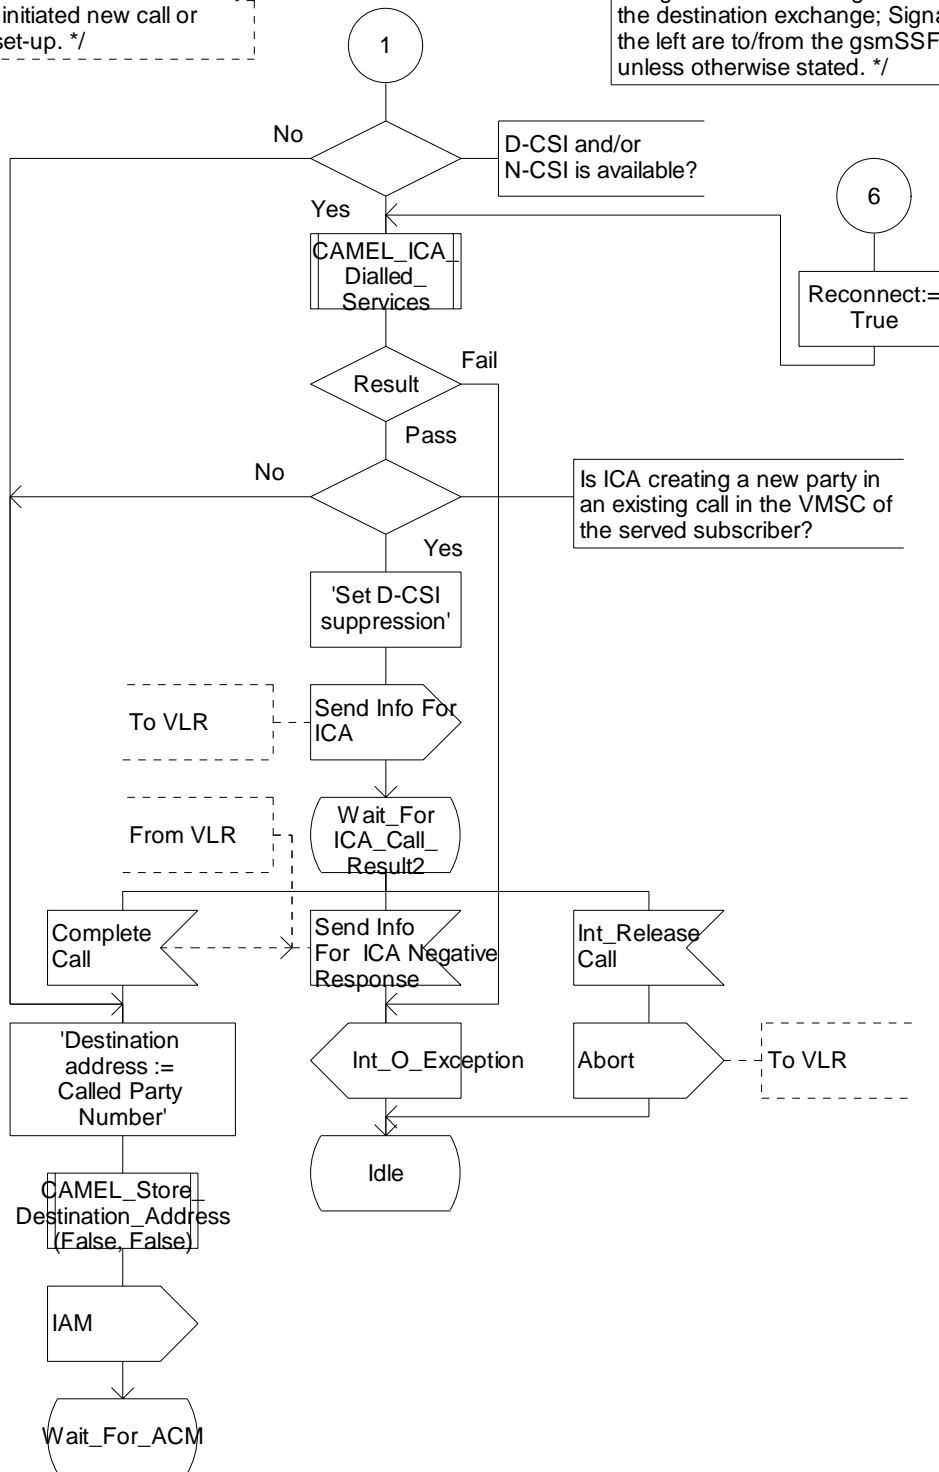 initiated new call or
set-up. */
the destination exchange; Signa
the left are to/from the gsmSSF
unless otherwise stated. */
1
No
D-CSI and/or
N-CSI is available?
6
Yes
CAMEL_ICA_
Dialled_
Services
Reconnect:=
True
Fail
Result
Pass
No
Is ICA creating a new party in
an existing call in the VMSC of
the served subscriber?
Yes
'Set D-CSI
suppression'
To VLR
Send Info For
ICA
From VLR
Wait_For
ICA_Call_
Result2
Complete
Call
Send Info
For ICA Negative
Response
Int_Release
Call
'Destination
address :=
Called Party
Number'
Int_O_Exception
Abort
To VLR
Idle
CAMEL_Store_
Destination_Address
(False, False)
IAM
Wait_For_ACM